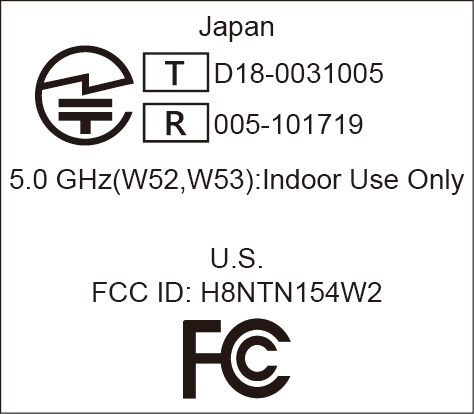 Japan
T D18-0031005
R 005-101719
5.0 GHz(W52,W53):Indoor Use Only
U.S.
FCC ID: H8NTN154W2
FC